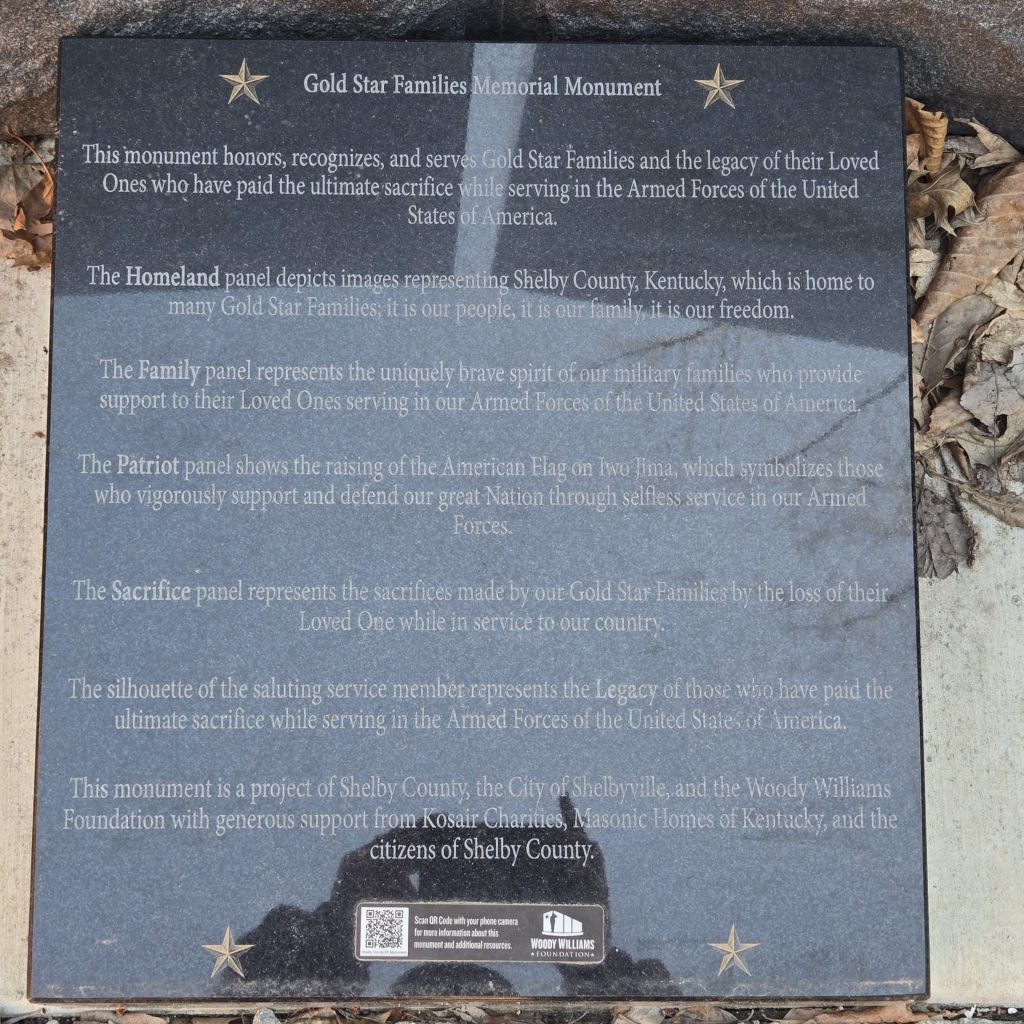 Gold Star Families Memorial Monument
This monument honors, recognizes, and serves Gold Star Families and the legacy of their Loved
Ones who have paid the ultimate sacrifice while serving in the Armed Forces of the United
States of America.
The Homeland panel depicts images representing Shelby County, Kentucky, which is home to
many Gold Star Families; it is our people, it is our family, it is our freedom.
The Family panel represents the uniquely brave spirit of our military families who provide
support to their Loved Ones serving in our Armed Forces of the United States of America.
The Patriot panel shows the raising of the American Flag on Iwo Jima, which symbolizes those
who vigorously support and defend our great Nation through selfless service in our Armed
Forces.
The Sacrifice panel represents the sacrifices made by our Gold Star Families by the loss of their
Loved One while in service to our country.
The silhouette of the saluting service member represents the Legacy of those who have paid the
ultimate sacrifice while serving in the Armed Forces of the United States of America.
This monument is a project of Shelby County, the City of Shelbyville, and the Woody Williams
Foundation with generous support from Kosair Charities, Masonic Homes of Kentucky, and the
citizens of Shelby County.
Scan QR Code with your phone camera
for more information about this
monument and additional resources.
WOODY WILLIAMS
FOUNDATION